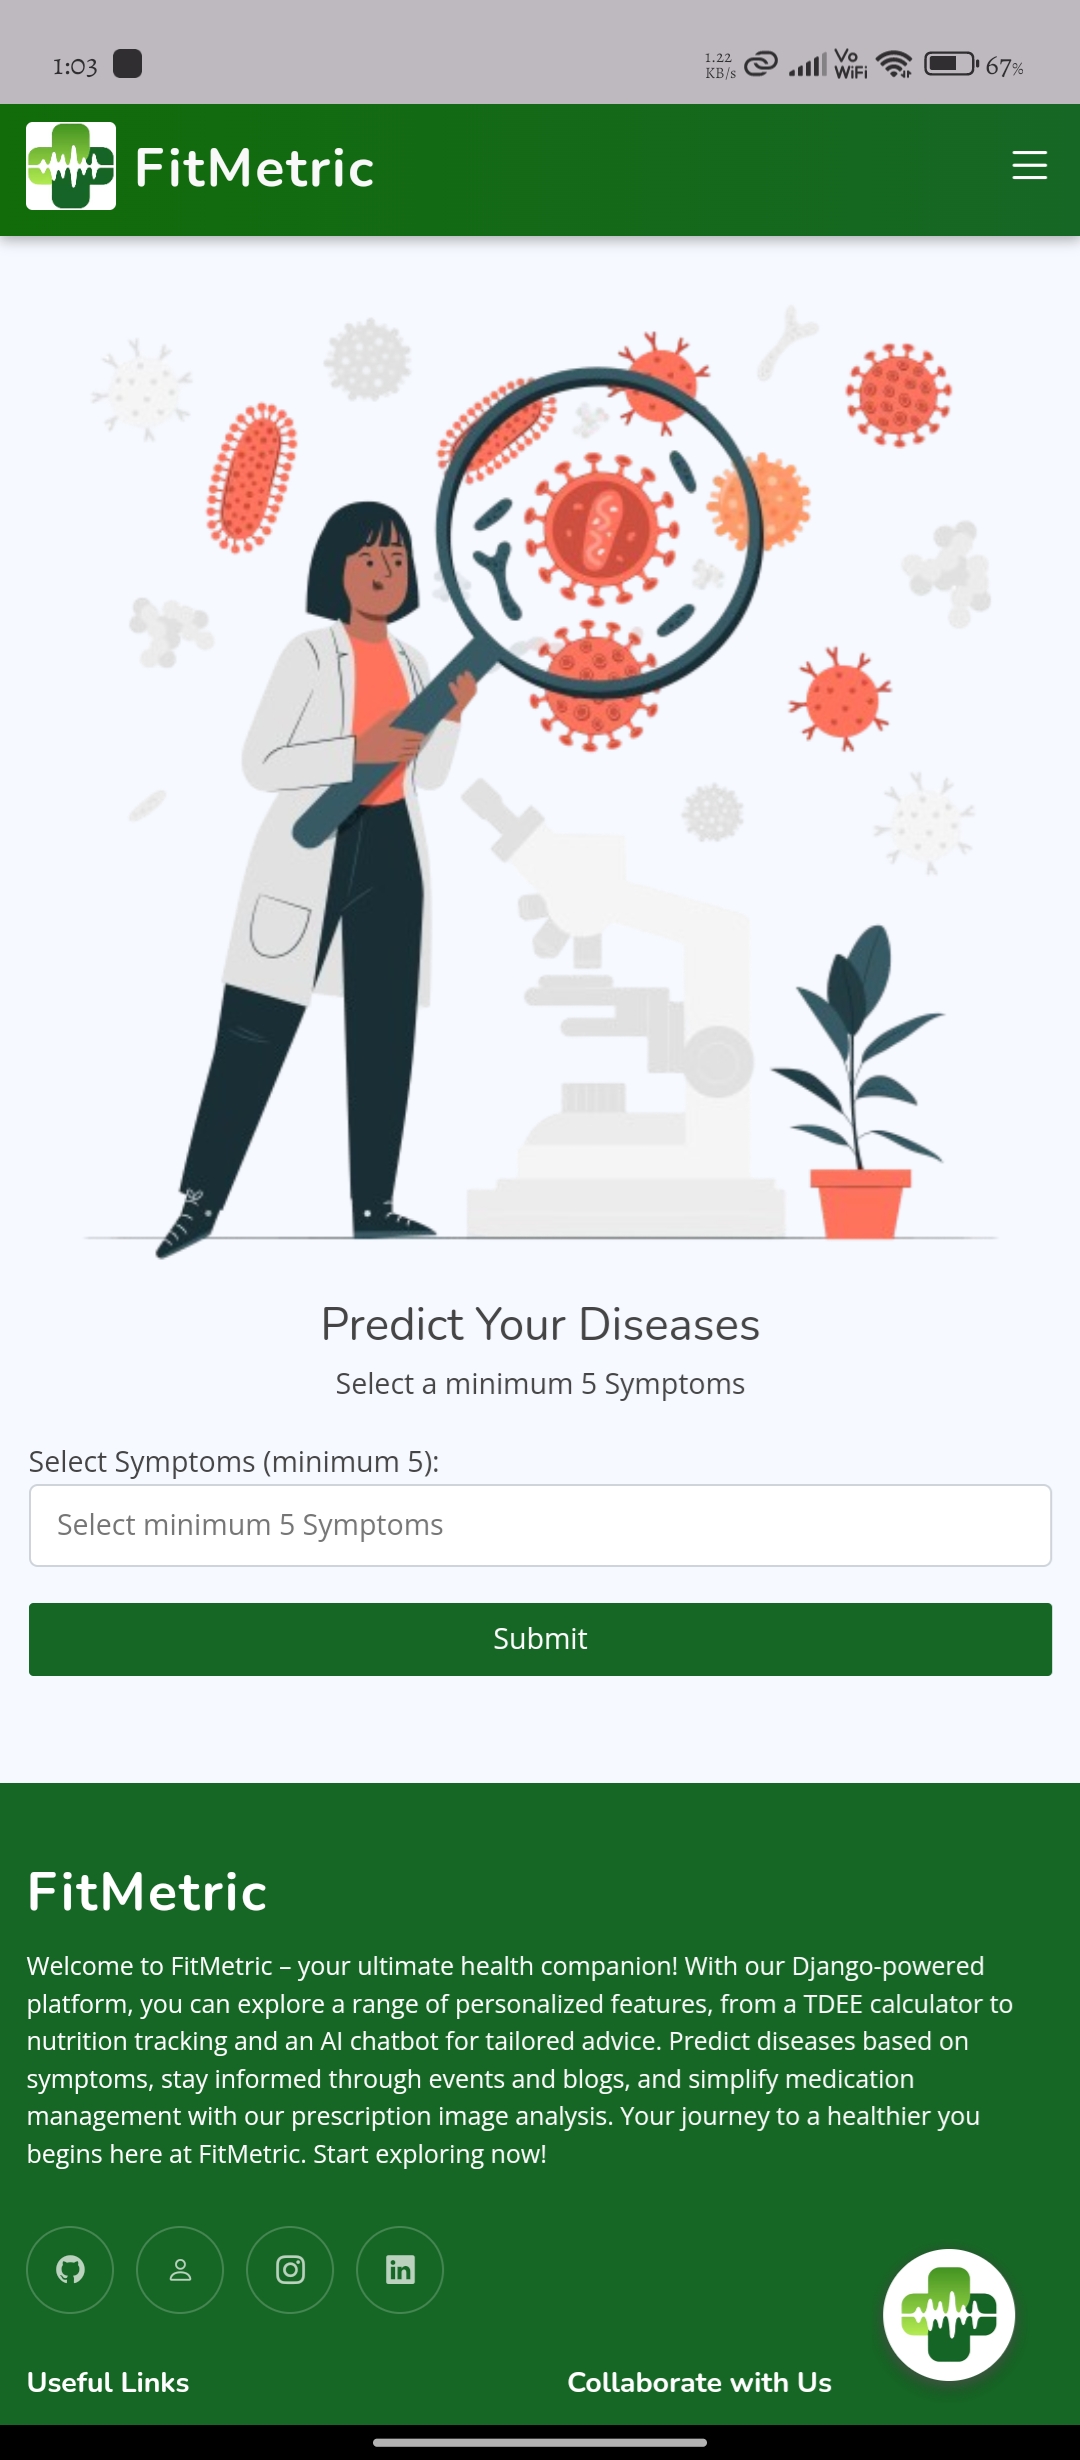 1:03
1.22
KB/s
Vo
WiFi
67%
FitMetric
Predict Your Diseases
Select a minimum 5 Symptoms
Select Symptoms (minimum 5):
Select minimum 5 Symptoms
Submit
FitMetric
Welcome to FitMetric – your ultimate health companion! With our Django-powered
platform, you can explore a range of personalized features, from a TDEE calculator to
nutrition tracking and an AI chatbot for tailored advice. Predict diseases based on
symptoms, stay informed through events and blogs, and simplify medication
management with our prescription image analysis. Your journey to a healthier you
begins here at FitMetric. Start exploring now!
in
Useful Links
Collaborate with Us